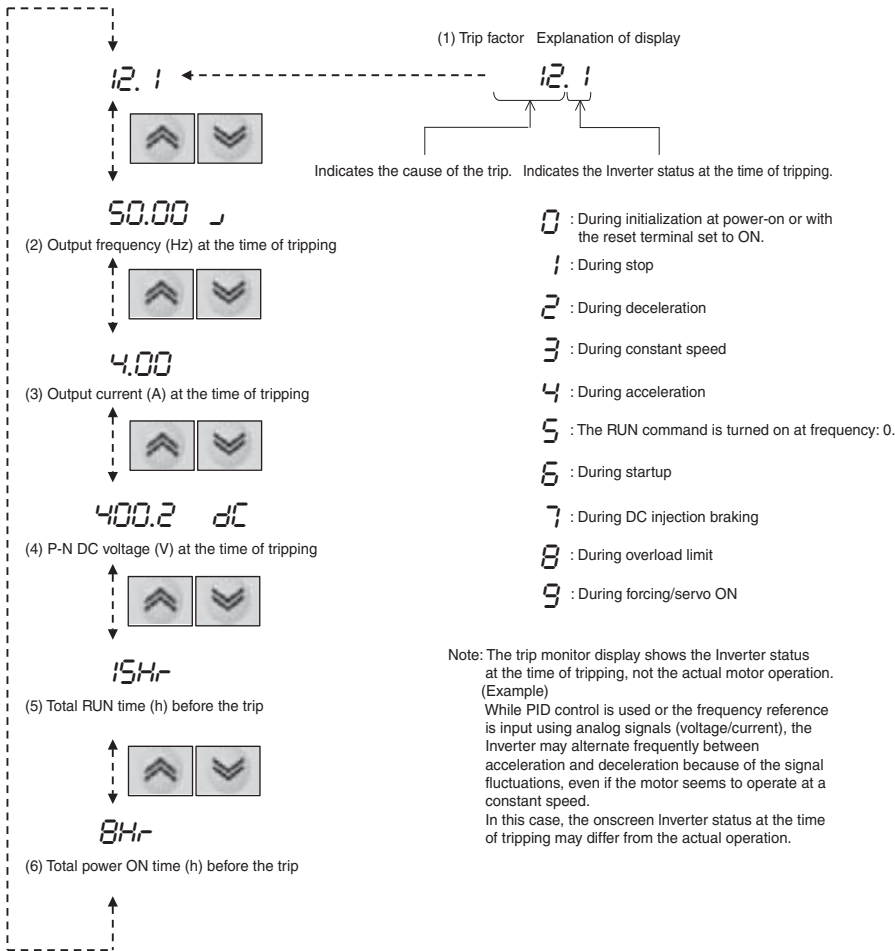 (1) Trip factor Explanation of display
12.1
12.1
Indicates the cause of the trip. Indicates the Inverter status at the time of tripping.
50.00
(2) Output frequency (Hz) at the time of tripping
4.00
(3) Output current (A) at the time of tripping
400.2 dC
(4) P-N DC voltage (V) at the time of tripping
15Hr
(5) Total RUN time (h) before the trip
8Hr
(6) Total power ON time (h) before the trip
0 : During initialization at power-on or with
the reset terminal set to ON.
1 : During stop
2 : During deceleration
3 : During constant speed
4 : During acceleration
5 : The RUN command is turned on at frequency: 0.
6 : During startup
7 : During DC injection braking
8 : During overload limit
9 : During forcing/servo ON
Note: The trip monitor display shows the Inverter status
at the time of tripping, not the actual motor operation.
(Example)
While PID control is used or the frequency reference
is input using analog signals (voltage/current), the
Inverter may alternate frequently between
acceleration and deceleration because of the signal
fluctuations, even if the motor seems to operate at a
constant speed.
In this case, the onscreen Inverter status at the time
of tripping may differ from the actual operation.